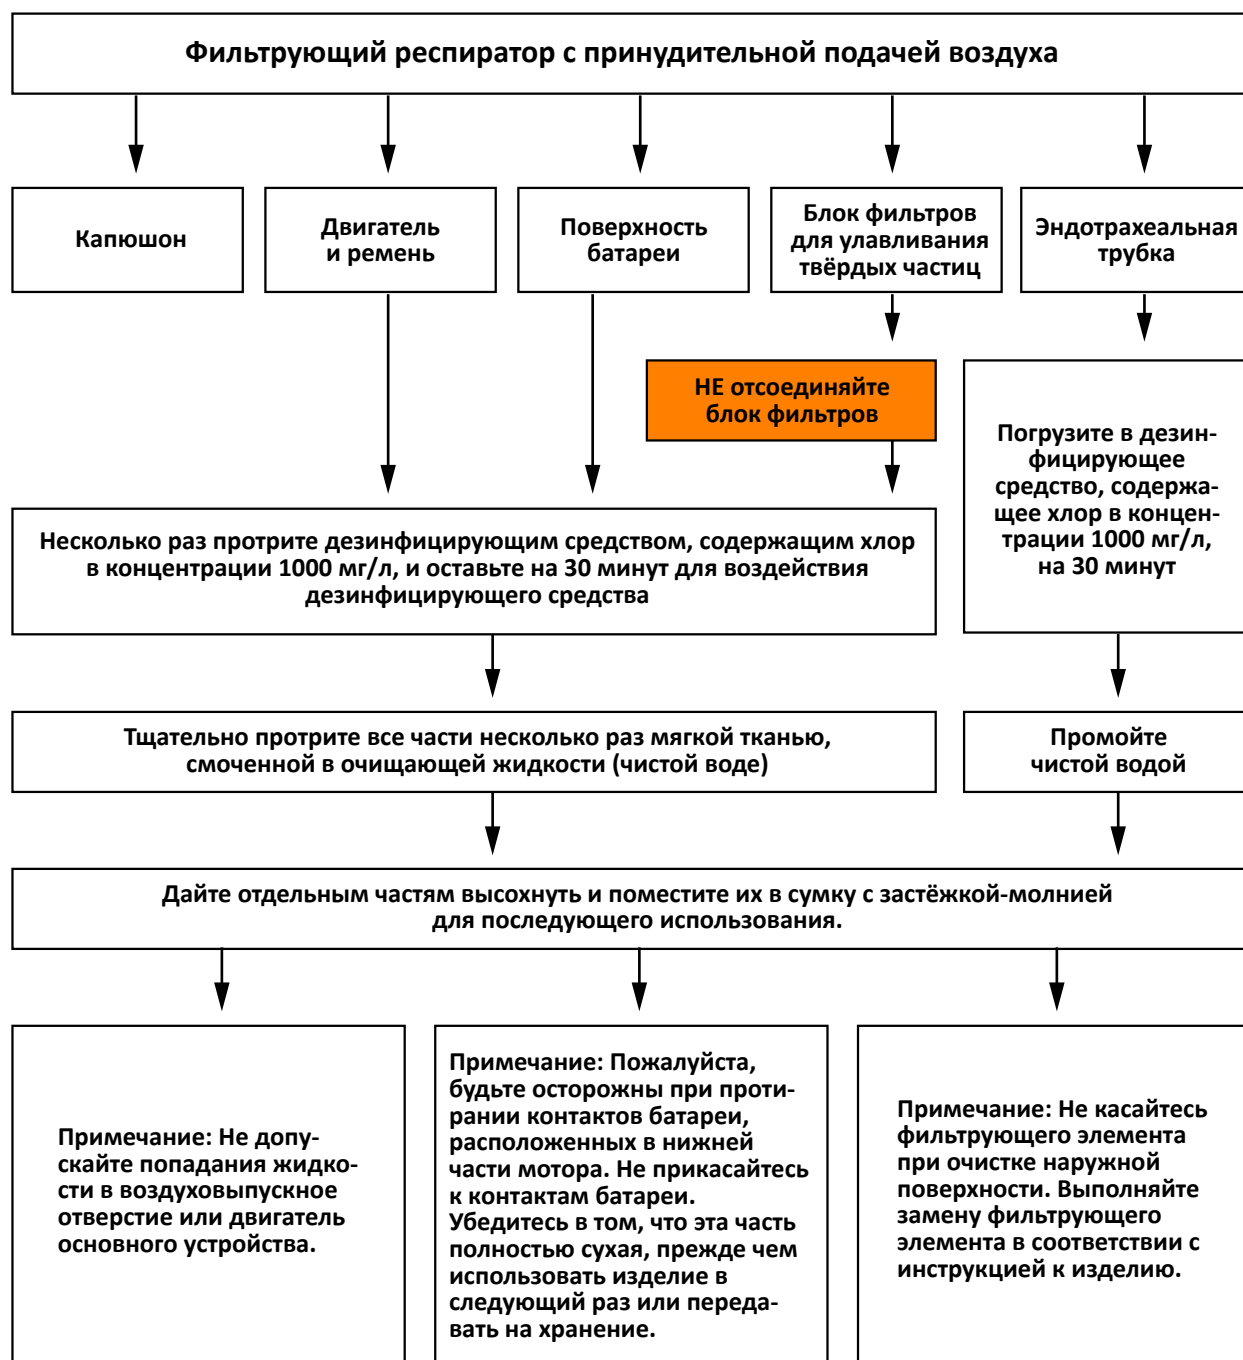 Фильтрующий респиратор с принудительной подачей воздуха
Капюшон
Двигатель
и ремень
Поверхность
батареи
Блок фильтров
для улавливания
твёрдых частиц
Эндотрахеальная
трубка
НЕ отсоединяйте
блок фильтров
Погрузите в дезин-
фицирующее
средство, содержа-
щее хлор в концен-
трации 1000 мг/л,
на 30 минут
Несколько раз протрите дезинфицирующим средством, содержащим хлор
в концентрации 1000 мг/л, и оставьте на 30 минут для воздействия
дезинфицирующего средства
Тщательно протрите все части несколько раз мягкой тканью,
смоченной в очищающей жидкости (чистой воде)
Промойте
чистой водой
Дайте отдельным частям высохнуть и поместите их в сумку с застёжкой-молнией
для последующего использования.
Примечание: Не допу-
скайте попадания жидко-
сти в воздуховыпускное
отверстие или двигатель
основного устройства.
Примечание: Пожалуйста,
будьте осторожны при проти-
рании контактов батареи,
расположенных в нижней
части мотора. Не прикасайтесь
к контактам батареи.
Убедитесь в том, что эта часть
полностью сухая, прежде чем
использовать изделие в
следующий раз или переда-
вать на хранение.
Примечание: Не касайтесь
фильтрующего элемента
при очистке наружной
поверхности. Выполняйте
замену фильтрующего
элемента в соответствии с
инструкцией к изделию.